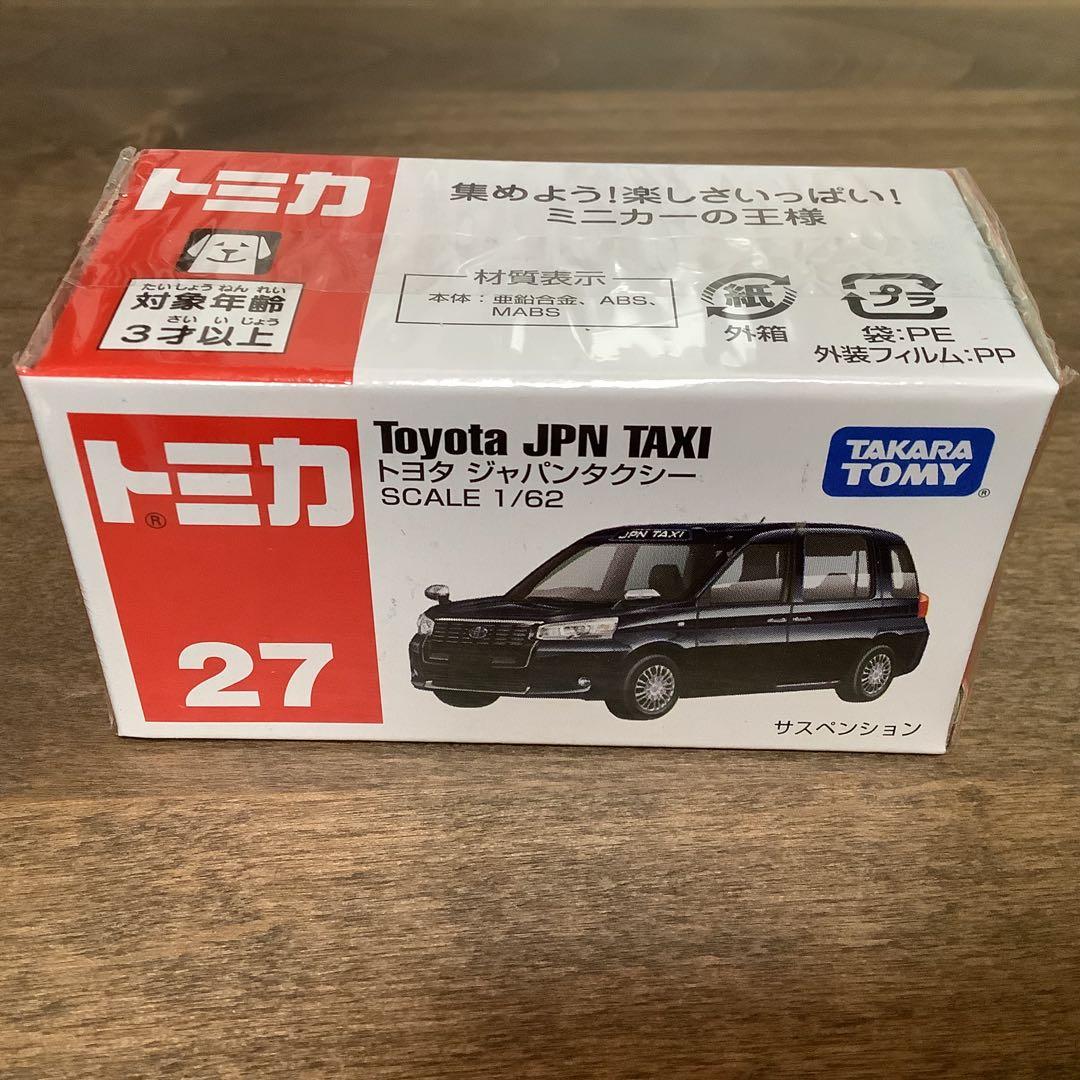 トミカ
集めよう!楽しさいっぱい!
ミニカーの王様
たいしょう ねん れい
対象年齢
さい い じょう
3才以上
材質表示
本体:亜鉛合金、ABS、
MABS
紙
外箱
プラ
袋:PE
外装フィルム:PP
トミカ®
27
Toyota JPN TAXI
トヨタ ジャパンタクシー
SCALE 1/62
TAKARA
TOMY®
JPN TAXI
サスペンション